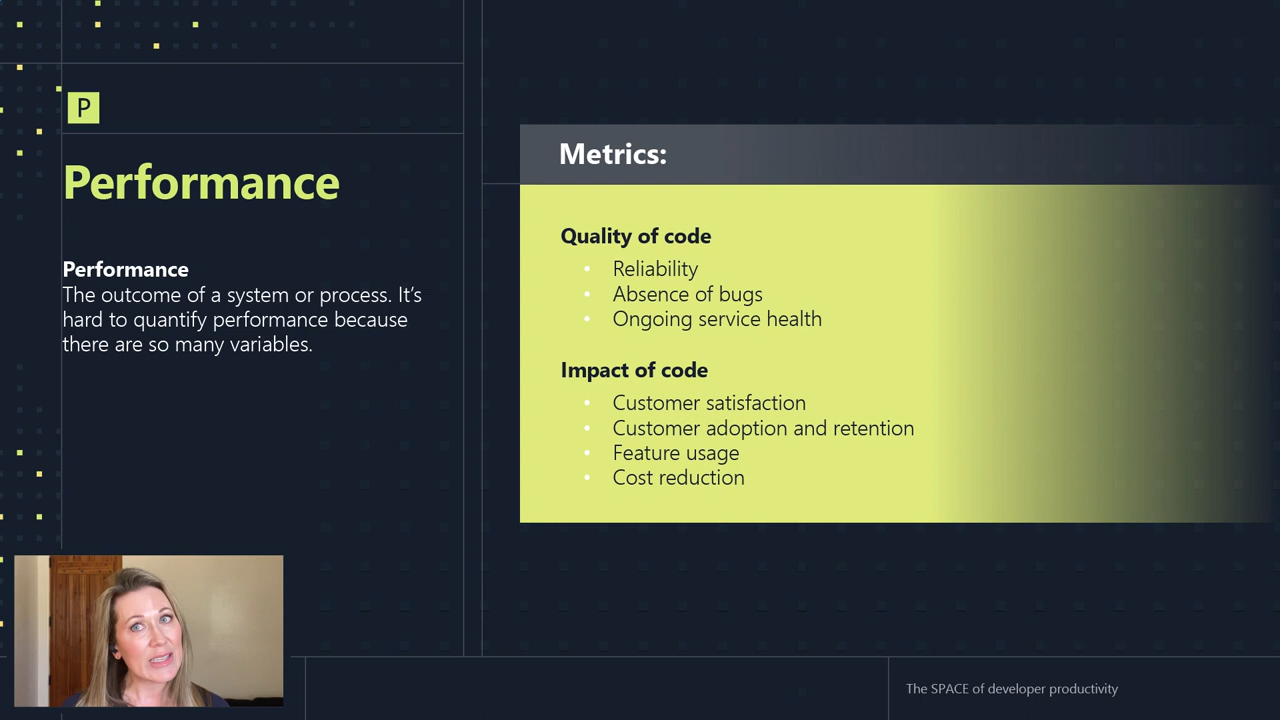 P
Performance
Performance
The outcome of a system or process. It’s
hard to quantify performance because
there are so many variables.
Metrics:
Quality of code
• Reliability
• Absence of bugs
• Ongoing service health
Impact of code
• Customer satisfaction
• Customer adoption and retention
• Feature usage
• Cost reduction
The SPACE of developer productivity